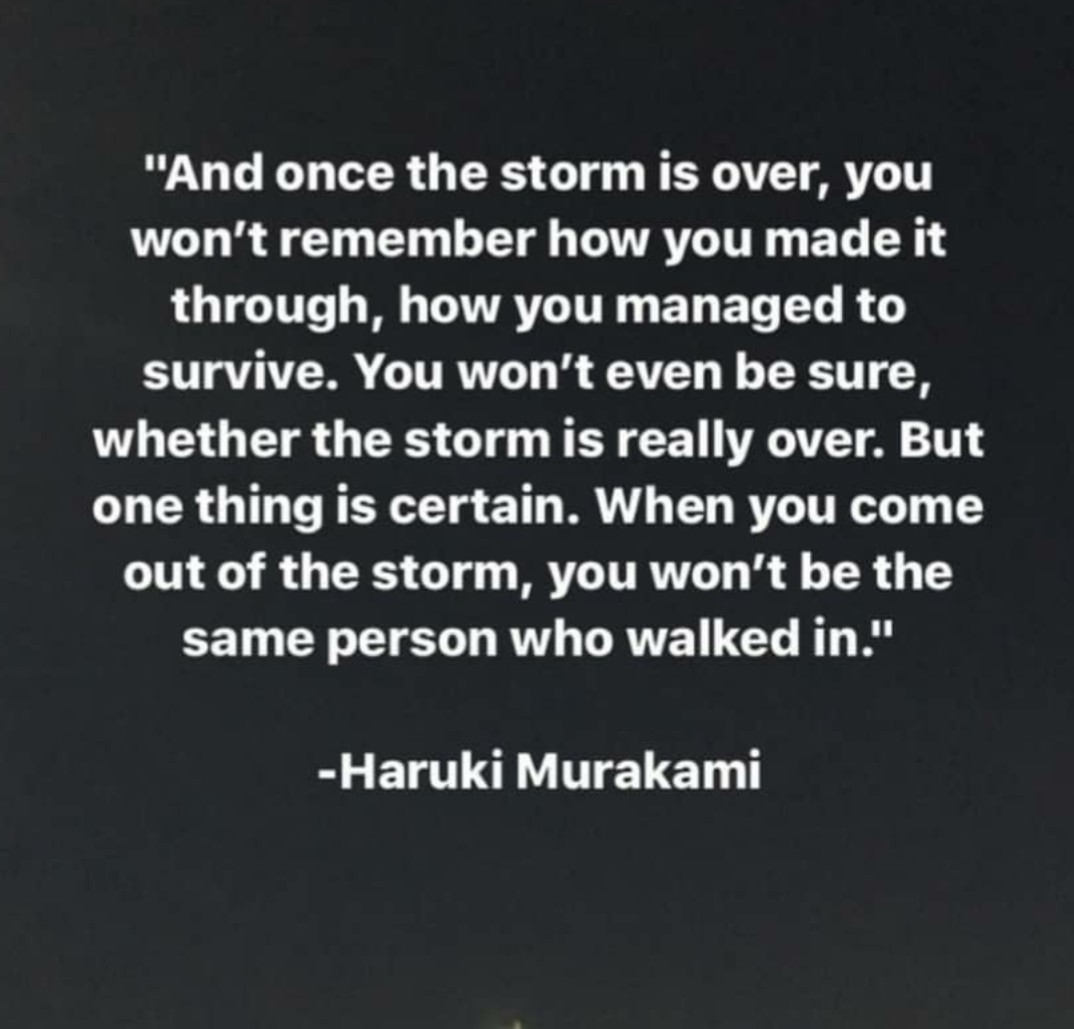 "And once the storm is over, you
won’t remember how you made it
through, how you managed to
survive. You won’t even be sure,
whether the storm is really over. But
one thing is certain. When you come
out of the storm, you won’t be the
same person who walked in."
-Haruki Murakami